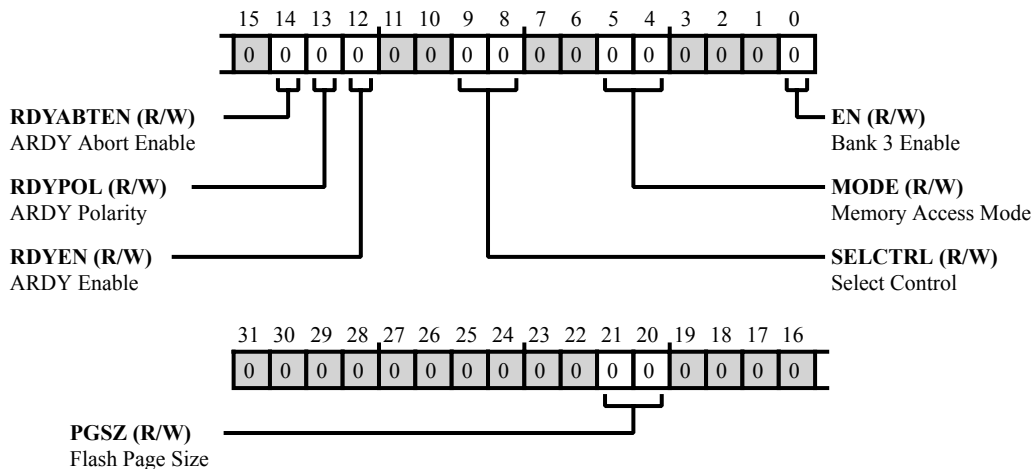 15 14 13 12 11 10 9 8 7 6 5 4 3 2 1 0
0 0 0 0 0 0 0 0 0 0 0 0 0 0 0 0
RDYABTEN (R/W)
ARDY Abort Enable
RDYPOL (R/W)
ARDY Polarity
RDYEN (R/W)
ARDY Enable
EN (R/W)
Bank 3 Enable
MODE (R/W)
Memory Access Mode
SELCTRL (R/W)
Select Control
31 30 29 28 27 26 25 24 23 22 21 20 19 18 17 16
0 0 0 0 0 0 0 0 0 0 0 0 0 0 0 0
PGSZ (R/W)
Flash Page Size